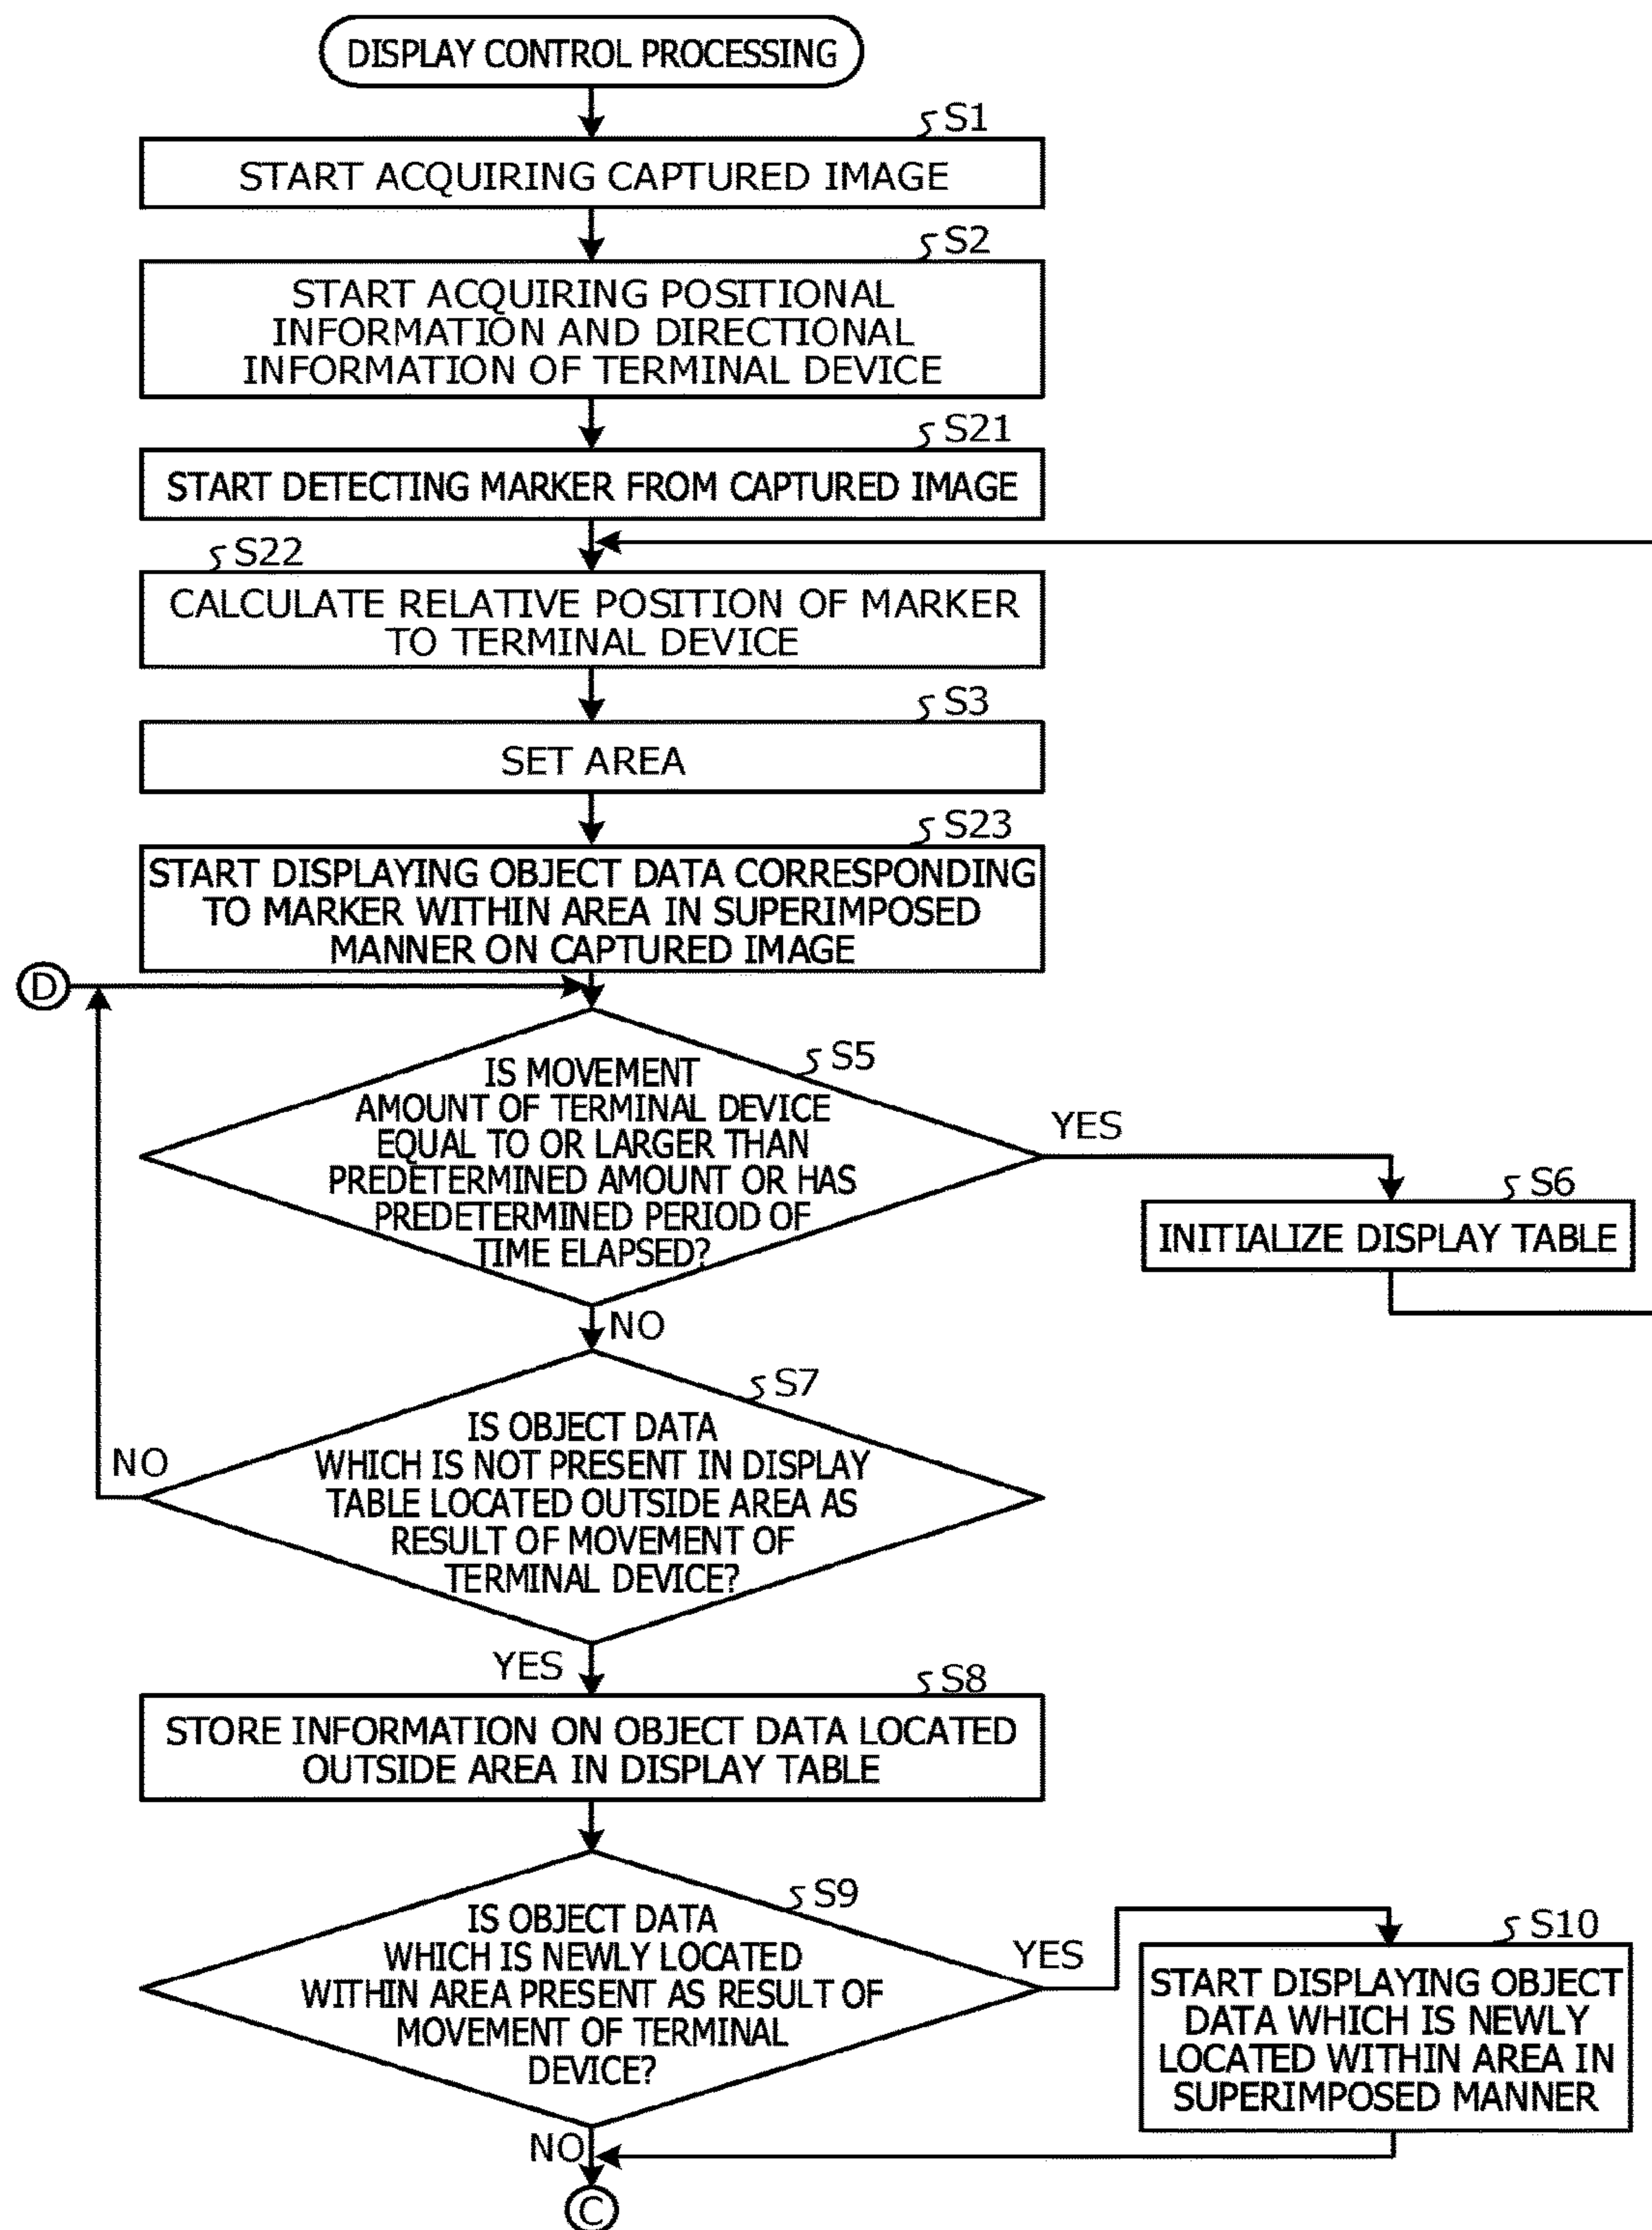 DISPLAY CONTROL PROCESSING
S1
START ACQUIRING CAPTURED IMAGE
S2
START ACQUIRING POSITIONAL
INFORMATION AND DIRECTIONAL
INFORMATION OF TERMINAL DEVICE
S21
START DETECTING MARKER FROM CAPTURED IMAGE
S22
CALCULATE RELATIVE POSITION OF MARKER
TO TERMINAL DEVICE
S3
SET AREA
S23
START DISPLAYING OBJECT DATA CORRESPONDING
TO MARKER WITHIN AREA IN SUPERIMPOSED
MANNER ON CAPTURED IMAGE
D
S5
IS MOVEMENT
AMOUNT OF TERMINAL DEVICE
EQUAL TO OR LARGER THAN
PREDETERMINED AMOUNT OR HAS
PREDETERMINED PERIOD OF
TIME ELAPSED?
YES
S6
INITIALIZE DISPLAY TABLE
NO
S7
IS OBJECT DATA
WHICH IS NOT PRESENT IN DISPLAY
TABLE LOCATED OUTSIDE AREA AS
RESULT OF MOVEMENT OF
TERMINAL DEVICE?
NO
YES
S8
STORE INFORMATION ON OBJECT DATA LOCATED
OUTSIDE AREA IN DISPLAY TABLE
S9
IS OBJECT DATA
WHICH IS NEWLY LOCATED
WITHIN AREA PRESENT AS RESULT OF
MOVEMENT OF TERMINAL
DEVICE?
YES
S10
START DISPLAYING OBJECT
DATA WHICH IS NEWLY
LOCATED WITHIN AREA IN
SUPERIMPOSED MANNER
NO
C